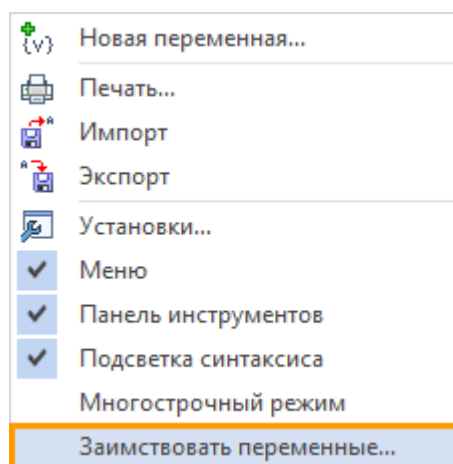 Новая переменная...
Печать...
Импорт
Экспорт
Установки...
Меню
Панель инструментов
Подсветка синтаксиса
Многострочный режим
Заимствовать переменные...